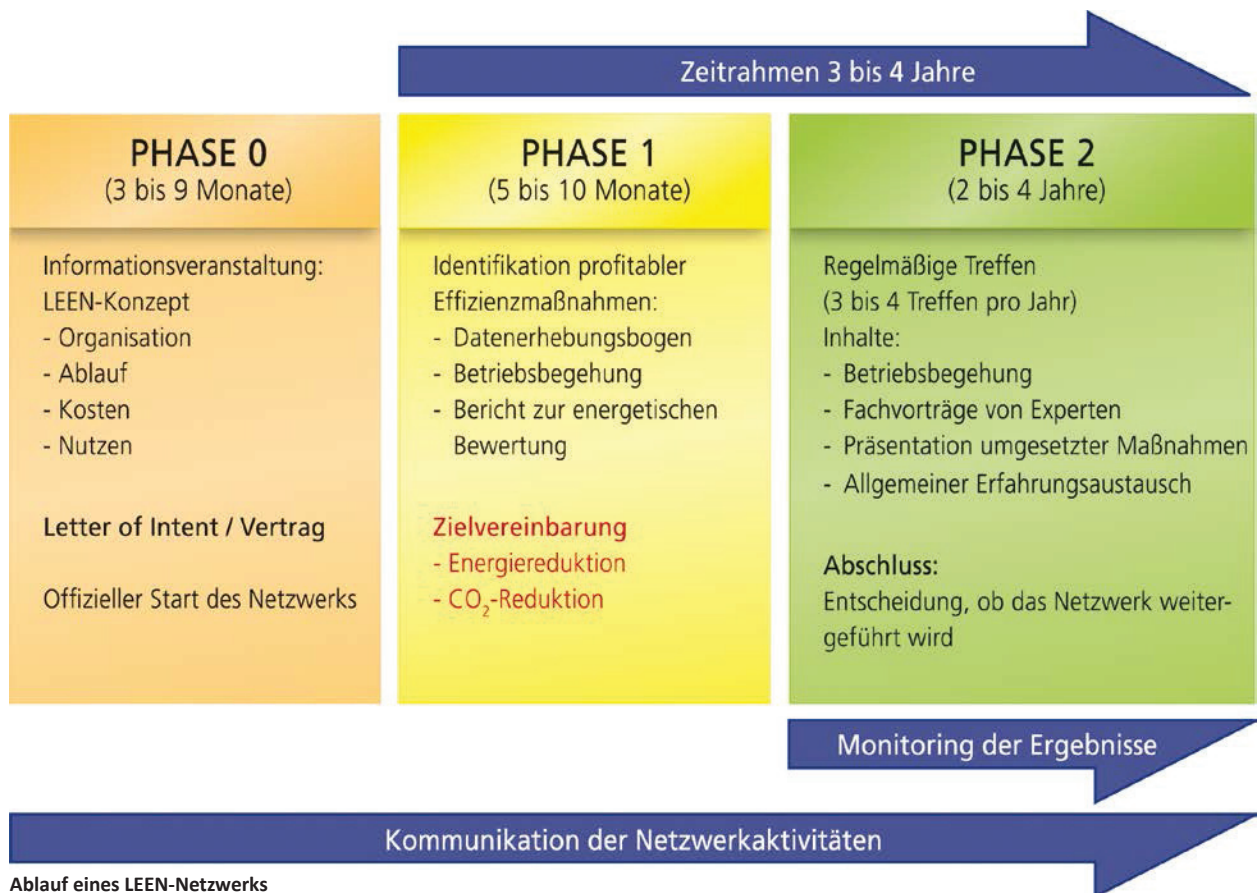 Zeitrahmen 3 bis 4 Jahre
PHASE 0
(3 bis 9 Monate)
Informationsveranstaltung:
LEEN-Konzept
- Organisation
- Ablauf
- Kosten
- Nutzen
Letter of Intent / Vertrag
Offizieller Start des Netzwerks
PHASE 1
(5 bis 10 Monate)
Identifikation profitabler
Effizienzmaßnahmen:
- Datenerhebungsbogen
- Betriebsbegehung
- Bericht zur energetischen
Bewertung
Zielvereinbarung
- Energiereduktion
- CO₂-Reduktion
PHASE 2
(2 bis 4 Jahre)
Regelmäßige Treffen
(3 bis 4 Treffen pro Jahr)
Inhalte:
- Betriebsbegehung
- Fachvorträge von Experten
- Präsentation umgesetzter Maßnahmen
- Allgemeiner Erfahrungsaustausch
Abschluss:
Entscheidung, ob das Netzwerk weiter-
geführt wird
Monitoring der Ergebnisse
Kommunikation der Netzwerkaktivitäten
Ablauf eines LEEN-Netzwerks